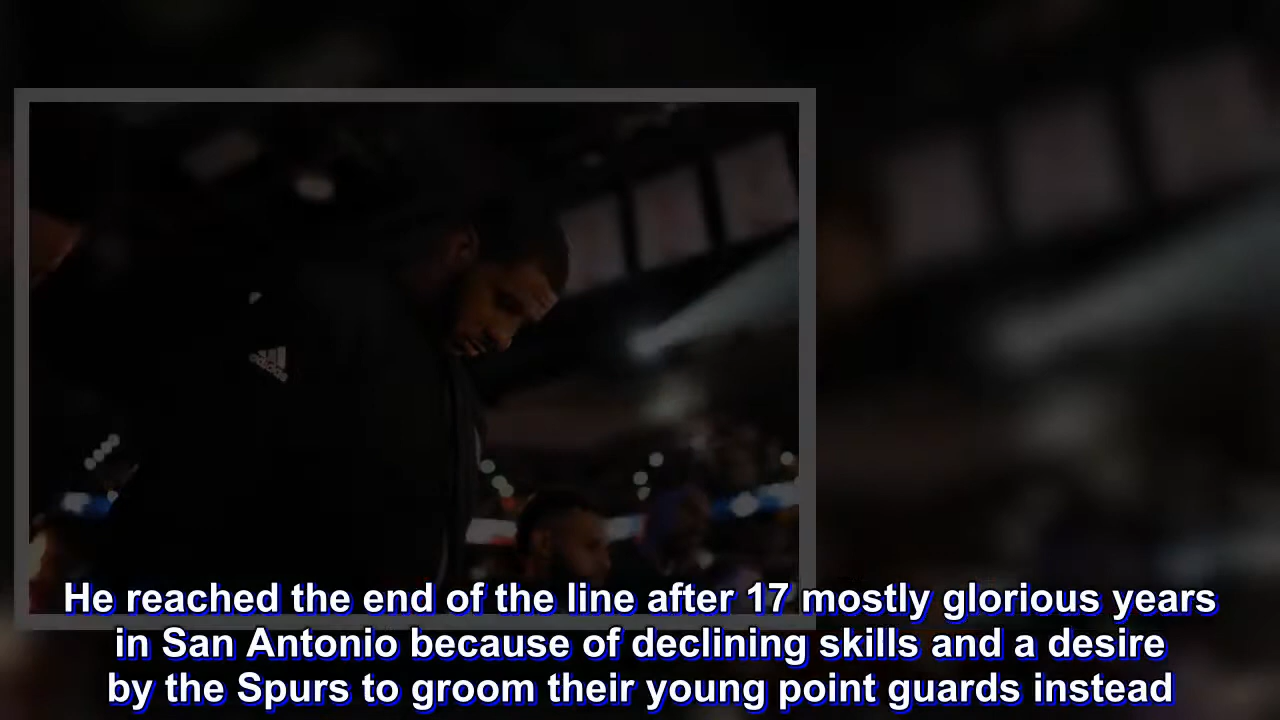 adidas
He reached the end of the line after 17 mostly glorious years
in San Antonio because of declining skills and a desire
by the Spurs to groom their young point guards instead